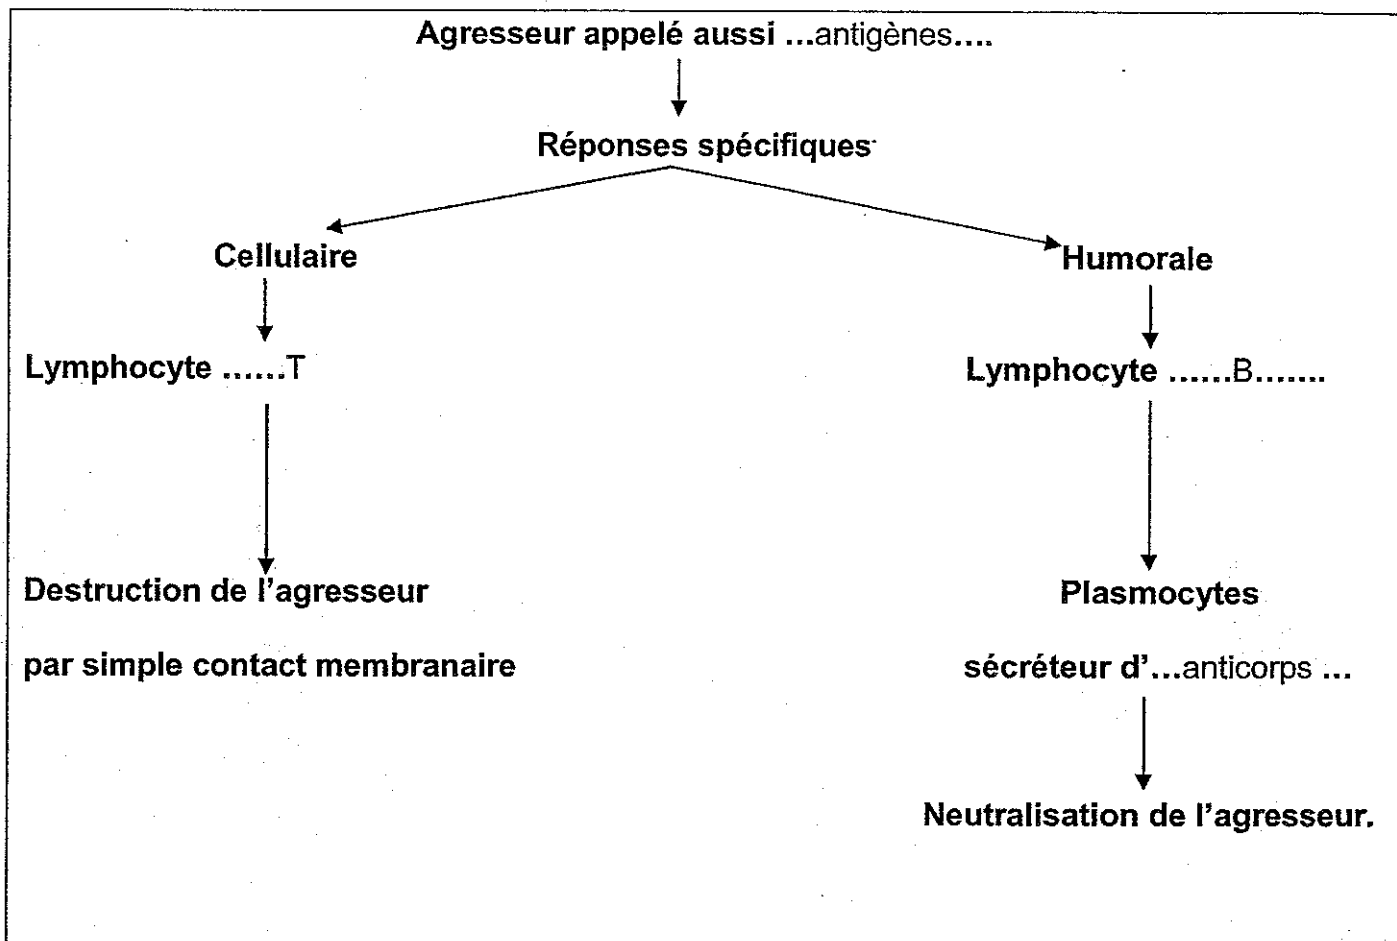 Agresseur appelé aussi ...antigènes....
Réponses spécifiques
Cellulaire
Humorale
Lymphocyte ......T
Lymphocyte ......B.......
Destruction de l'agresseur
Plasmocytes
par simple contact membranaire
sécréteur d'...anticorps ...
Neutralisation de l'agresseur.